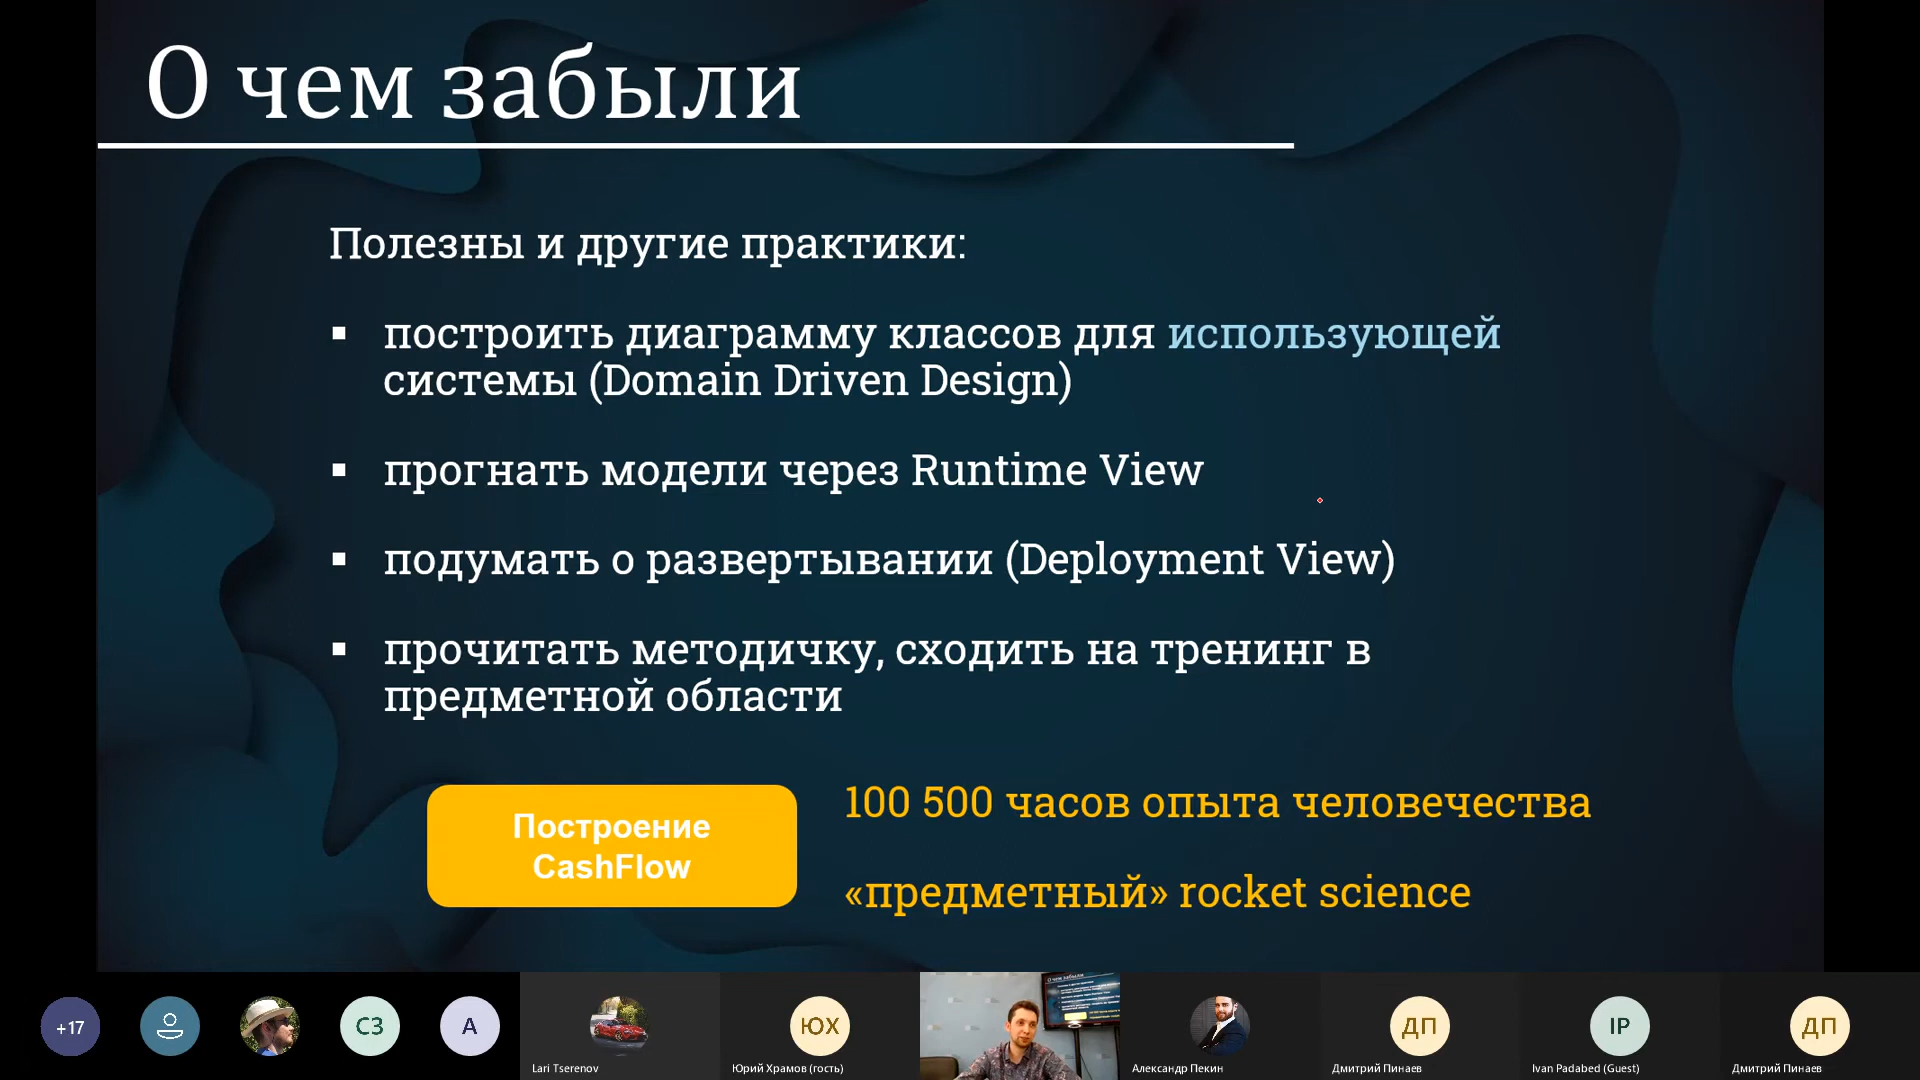 О чем забыли
Полезны и другие практики:
▪ построить диаграмму классов для использующей
системы (Domain Driven Design)
▪ прогнать модели через Runtime View
▪ подумать о развертывании (Deployment View)
▪ прочитать методичку, сходить на тренинг в
предметной области
Построение
CashFlow
100 500 часов опыта человечества
«предметный» rocket science
+17
СЗ
А
ЮХ
ДП
IP
ДП
Lari Tserenov
Юрий Храмов (гость)
Александр Пекин
Дмитрий Пинаев
Ivan Padabed (Guest)
Дмитрий Пинаев